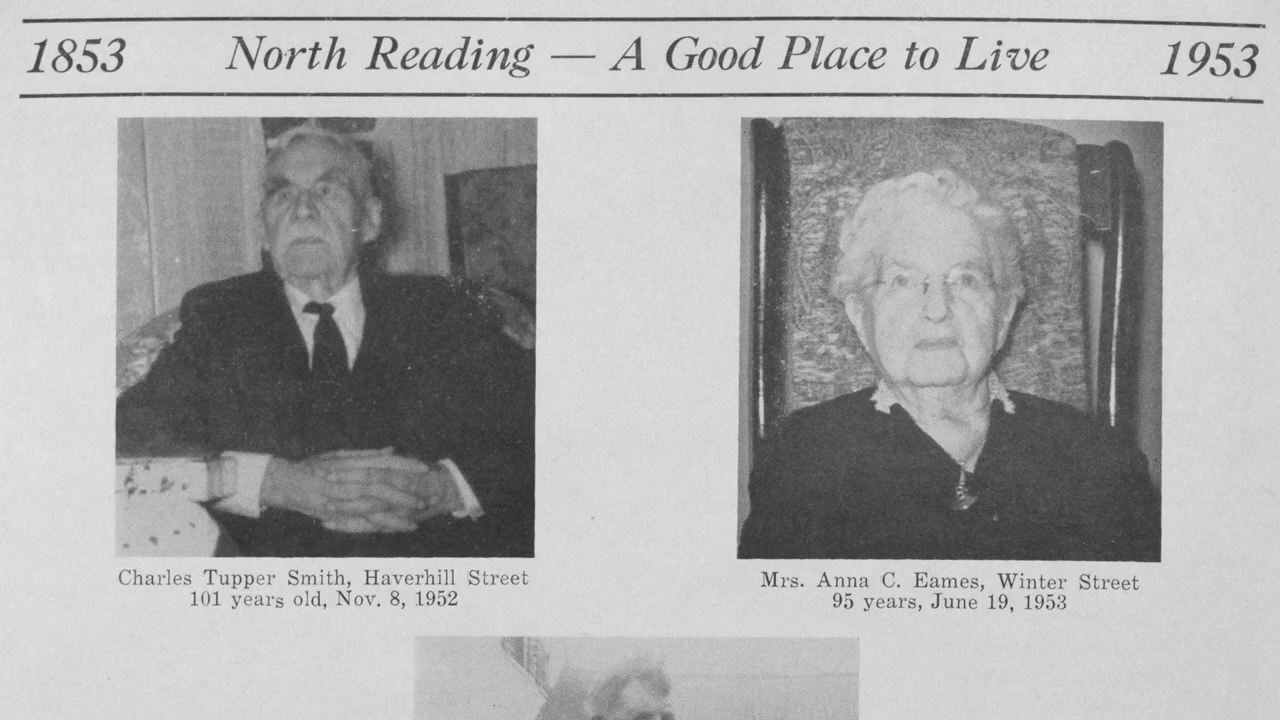 1853 North Reading — A Good Place to Live 1953
Charles Tupper Smith, Haverhill Street
101 years old, Nov. 8, 1952
Mrs. Anna C. Eames, Winter Street
95 years, June 19, 1953